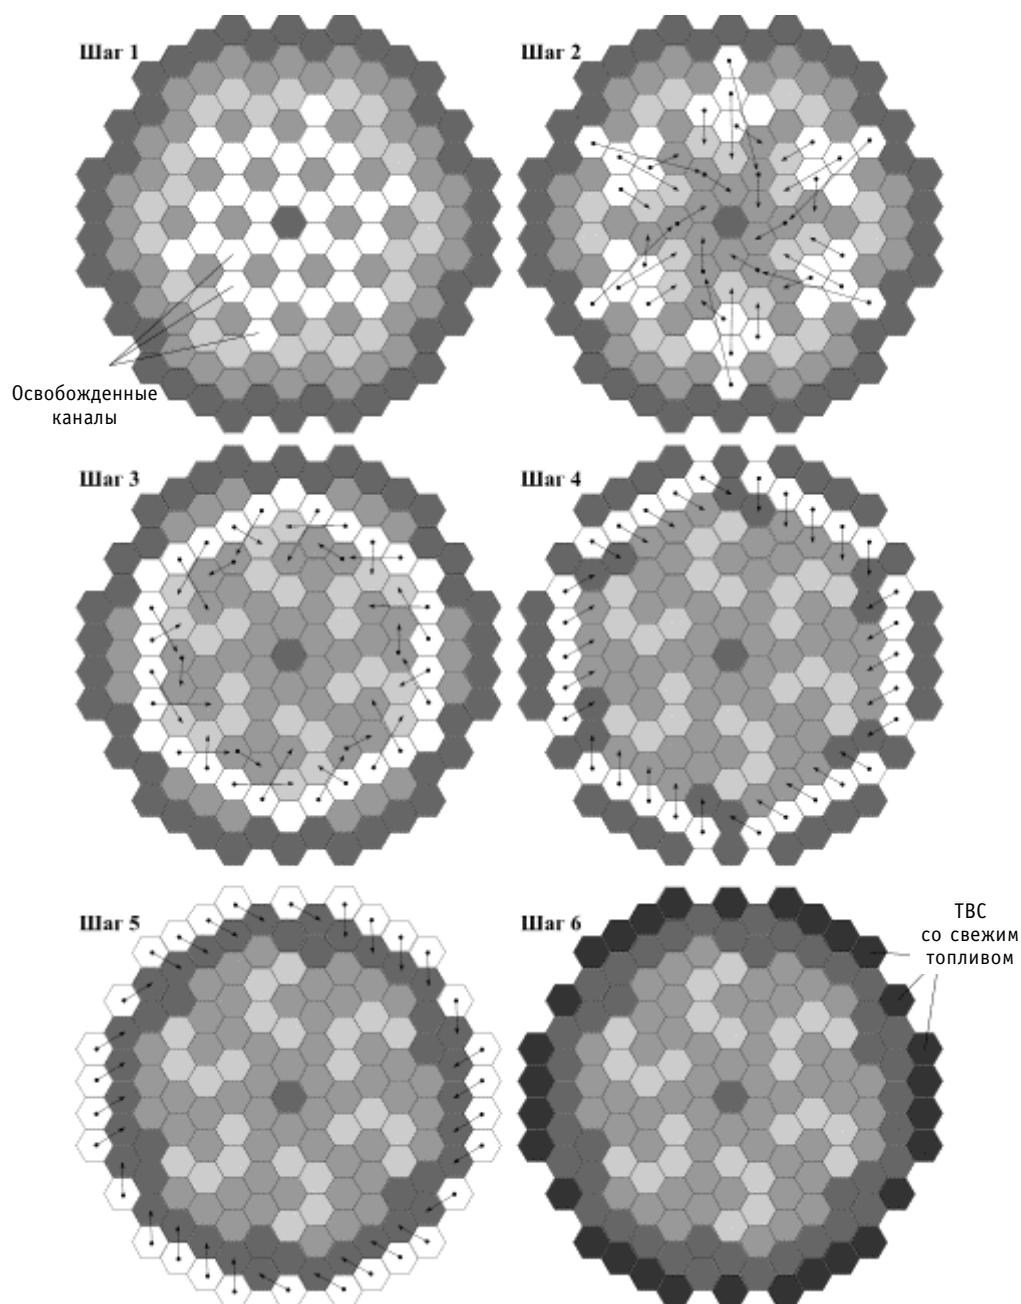 Шаг 1
Шаг 2
Освобожденные
каналы
Шаг 3
Шаг 4
Шаг 5
Шаг 6
ТВС
со свежим
топливом